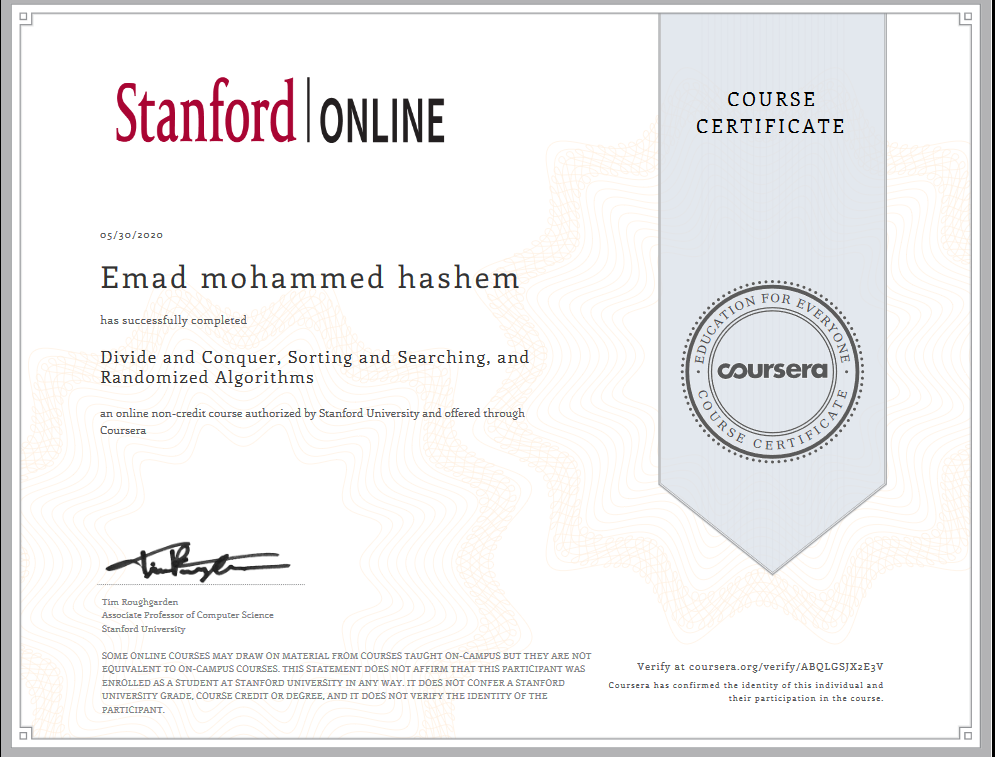 Stanford | ONLINE
COURSE
CERTIFICATE
05/30/2020
Emad mohammed hashem
has successfully completed
Divide and Conquer, Sorting and Searching, and
Randomized Algorithms
an online non-credit course authorized by Stanford University and offered through
Coursera
EDUCATION FOR EVERYONE
coursera
COURSE CERTIFICATE
Tim Roughgarden
Associate Professor of Computer Science
Stanford University
SOME ONLINE COURSES MAY DRAW ON MATERIAL FROM COURSES TAUGHT ON-CAMPUS BUT THEY ARE NOT
EQUIVALENT TO ON-CAMPUS COURSES. THIS STATEMENT DOES NOT AFFIRM THAT THIS PARTICIPANT WAS
ENROLLED AS A STUDENT AT STANFORD UNIVERSITY IN ANY WAY. IT DOES NOT CONFER A STANFORD
UNIVERSITY GRADE, COURSE CREDIT OR DEGREE, AND IT DOES NOT VERIFY THE IDENTITY OF THE
PARTICIPANT.
Verify at coursera.org/verify/ABQLGSJX2E3V
Coursera has confirmed the identity of this individual and
their participation in the course.